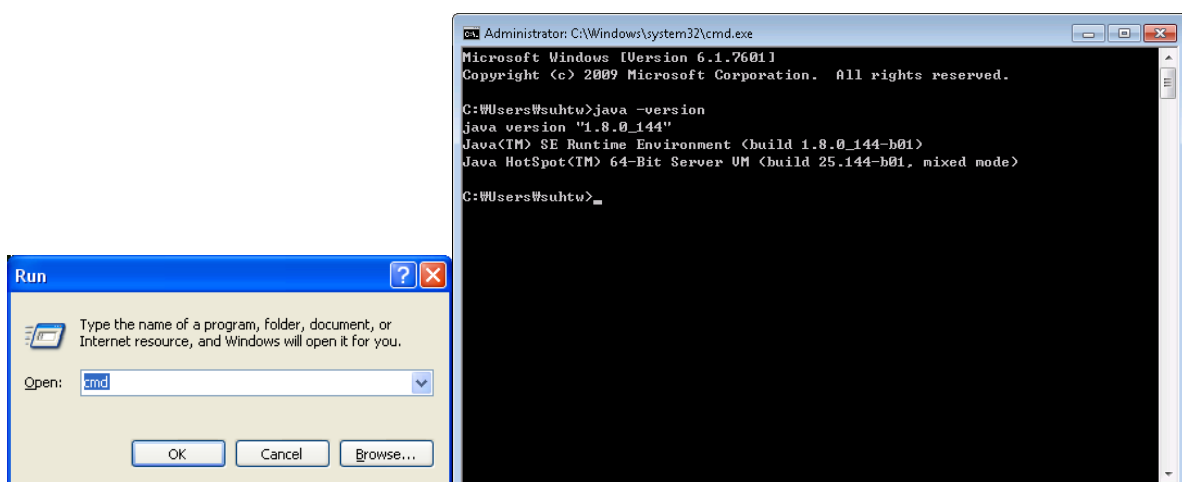 Run
Type the name of a program, folder, document, or
Internet resource, and Windows will open it for you.
Open: cmd
OK Cancel Browse...
Administrator: C:\Windows\system32\cmd.exe
Microsoft Windows [Version 6.1.7601]
Copyright (c) 2009 Microsoft Corporation.  All rights reserved.
C:₩Users₩suhtw>java -version
java version "1.8.0_144"
Java(TM) SE Runtime Environment (build 1.8.0_144-b01)
Java HotSpot(TM) 64-Bit Server VM (build 25.144-b01, mixed mode)
C:₩Users₩suhtw>_